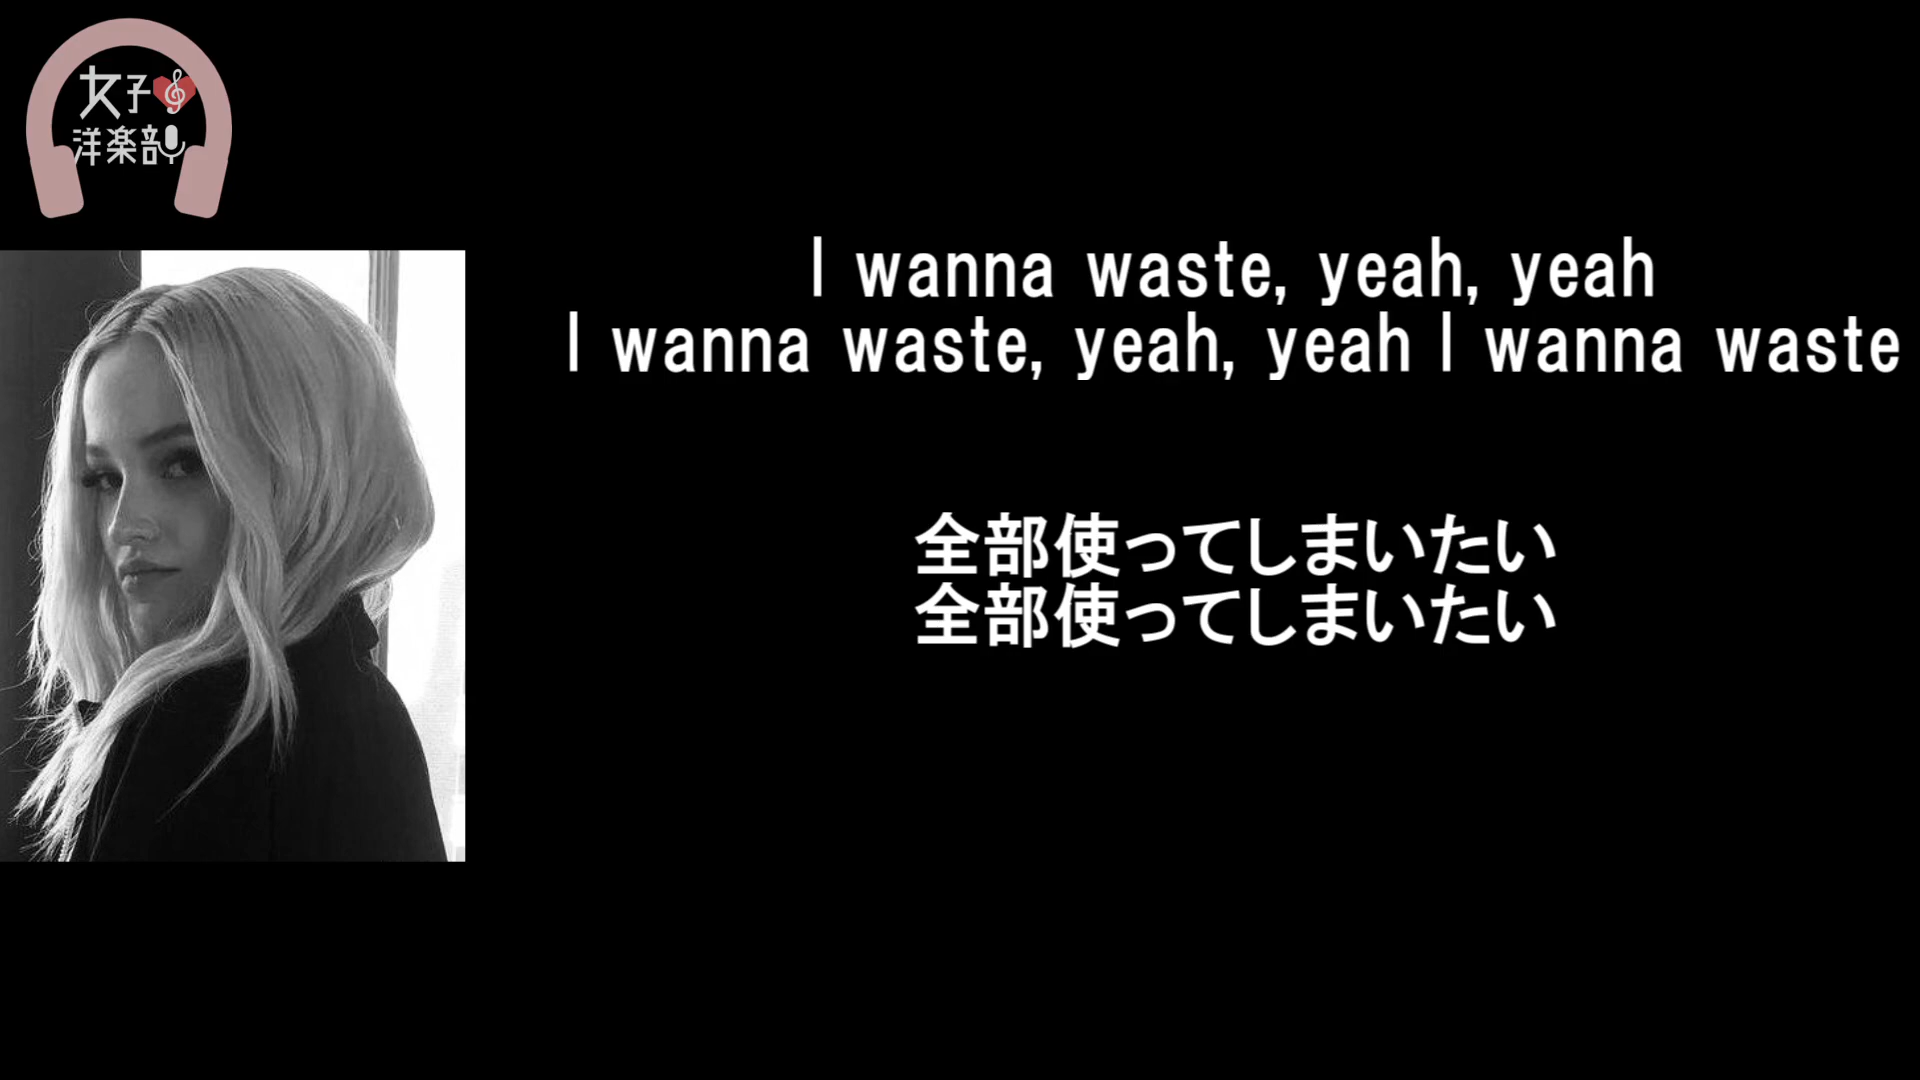 女子
洋楽部
I wanna waste, yeah, yeah
I wanna waste, yeah, yeah I wanna waste
全部使ってしまいたい
全部使ってしまいたい